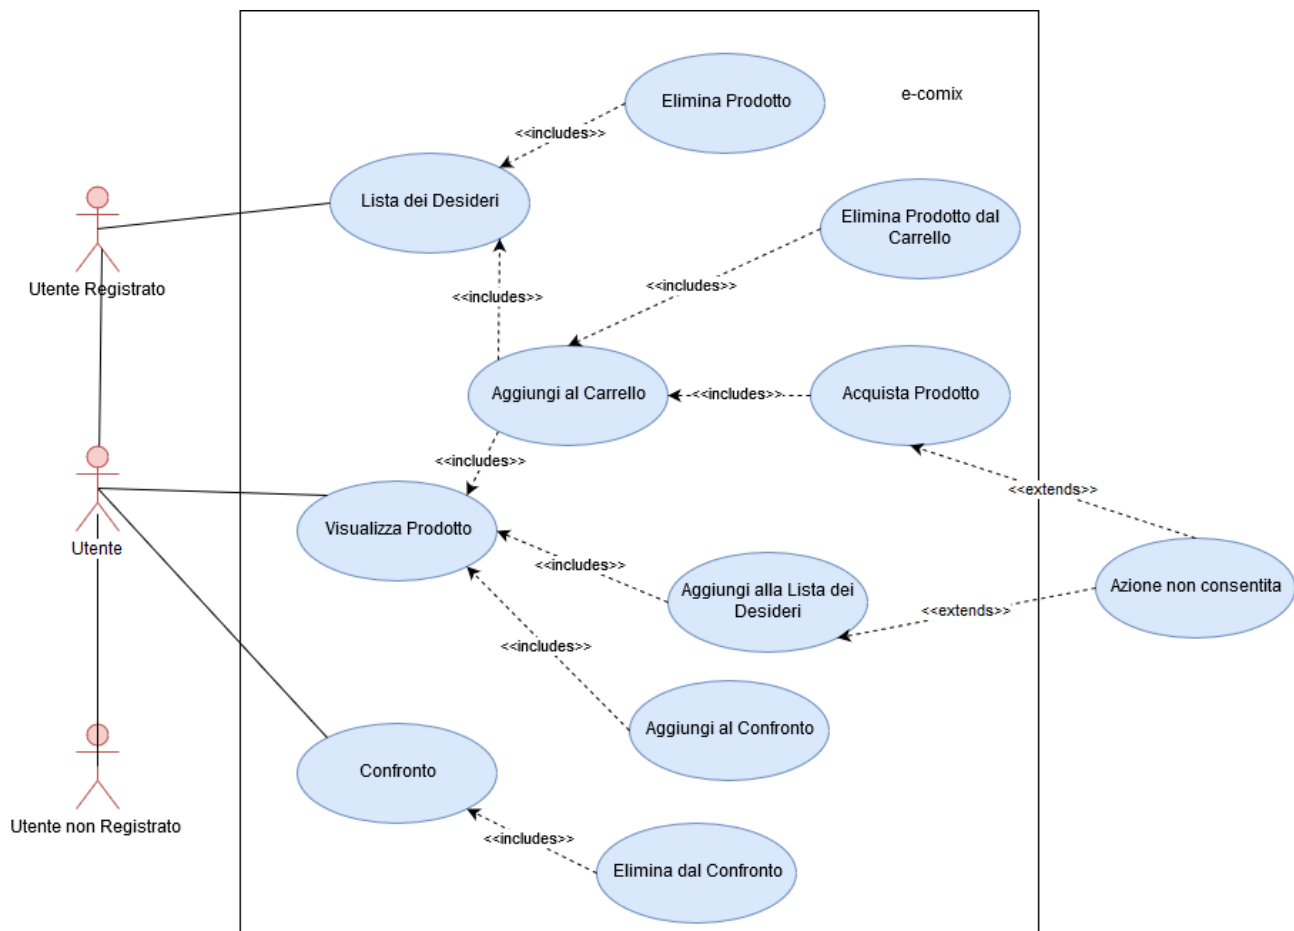 Elimina Prodotto
e-comix
<<includes>>
Lista dei Desideri
Elimina Prodotto dal
Carrello
Utente Registrato
<<includes>>
<<includes>>
Aggiungi al Carrello
<<includes>>
Acquista Prodotto
<<includes>>
<<extends>>
Visualizza Prodotto
Utente
<<includes>>
Aggiungi alla Lista dei
Desideri
<<extends>>
Azione non consentita
<<includes>>
Aggiungi al Confronto
Confronto
Utente non Registrato
<<includes>>
Elimina dal Confronto